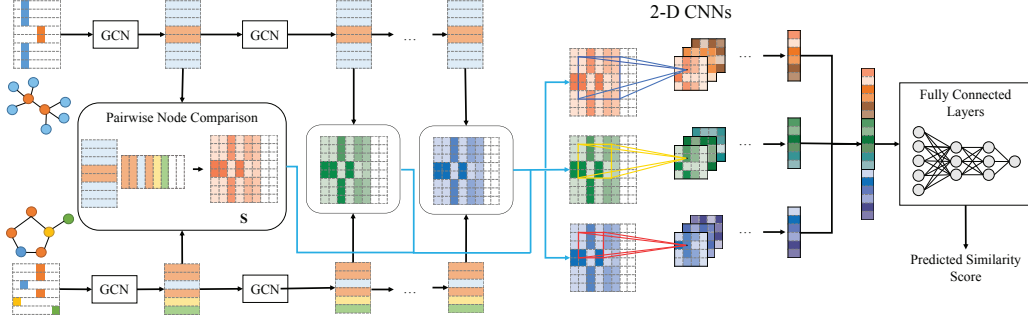 2-D CNNs
GCN
GCN
...
...
...
Fully Connected
Layers
Pairwise Node Comparison
S
...
...
Predicted Similarity
Score
GCN
GCN
...